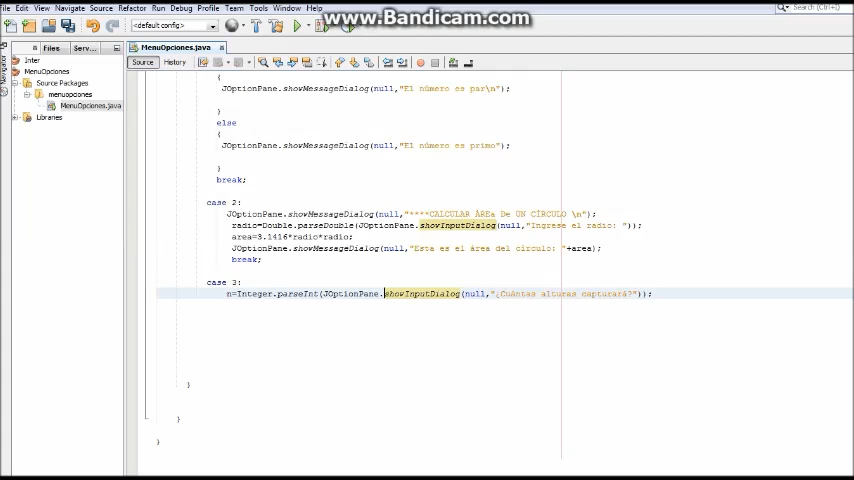 www.Bandicam.com
File Edit View Navigate Source Refactor Run Debug Profile Team Tools Window Help
Search (Ctrl+I)
<default config>
Files Serv...
MenuOpciones.java
Source History
Navigator
Inter
MenuOpciones
Source Packages
menuopciones
MenuOpciones.java
Libraries
{
JOptionPane.showMessageDialog(null,"El número es par\n");
}
else
{
JOptionPane.showMessageDialog(null,"El número es primo");
}
break;
case 2:
JOptionPane.showMessageDialog(null,"****CALCULAR ÁREa De UN CÍRCULO \n");
radio=Double.parseDouble(JOptionPane.showInputDialog(null,"Ingrese el radio: "));
area=3.1416*radio*radio;
JOptionPane.showMessageDialog(null,"Esta es el área del círculo: "+area);
break;
case 3:
n=Integer.parseInt(JOptionPane.showInputDialog(null,"¿Cuántas alturas capturará?"));
}
}
}